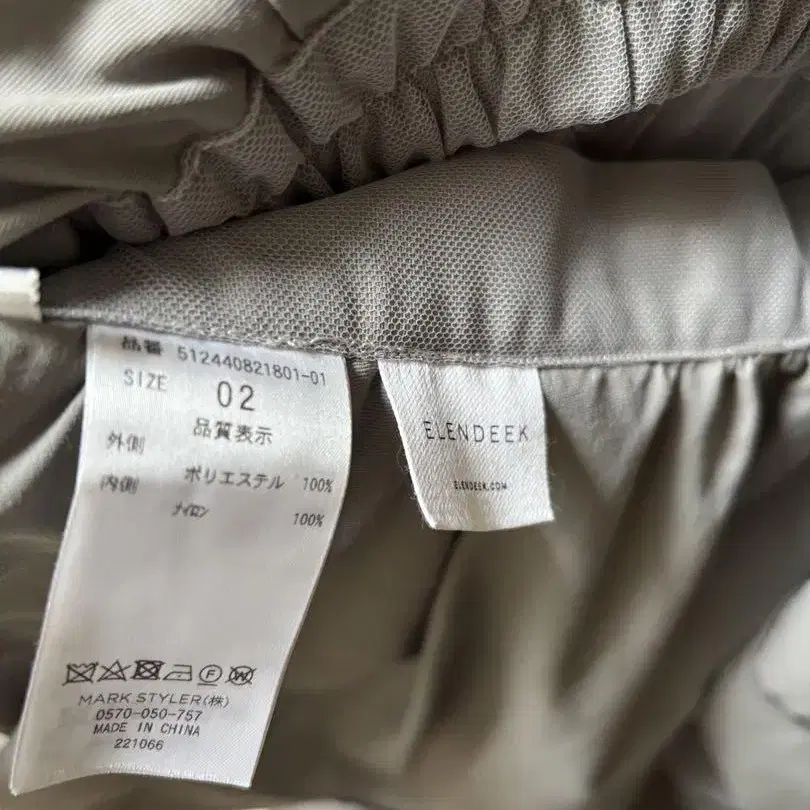 品番 512440821801-01
SIZE 02
品質表示
外側 ポリエステル 100%
内側 ナイロン 100%
MARK STYLER(株)
0570-050-757
MADE IN CHINA
221066
ELENDEEK
ELENDEEK.COM